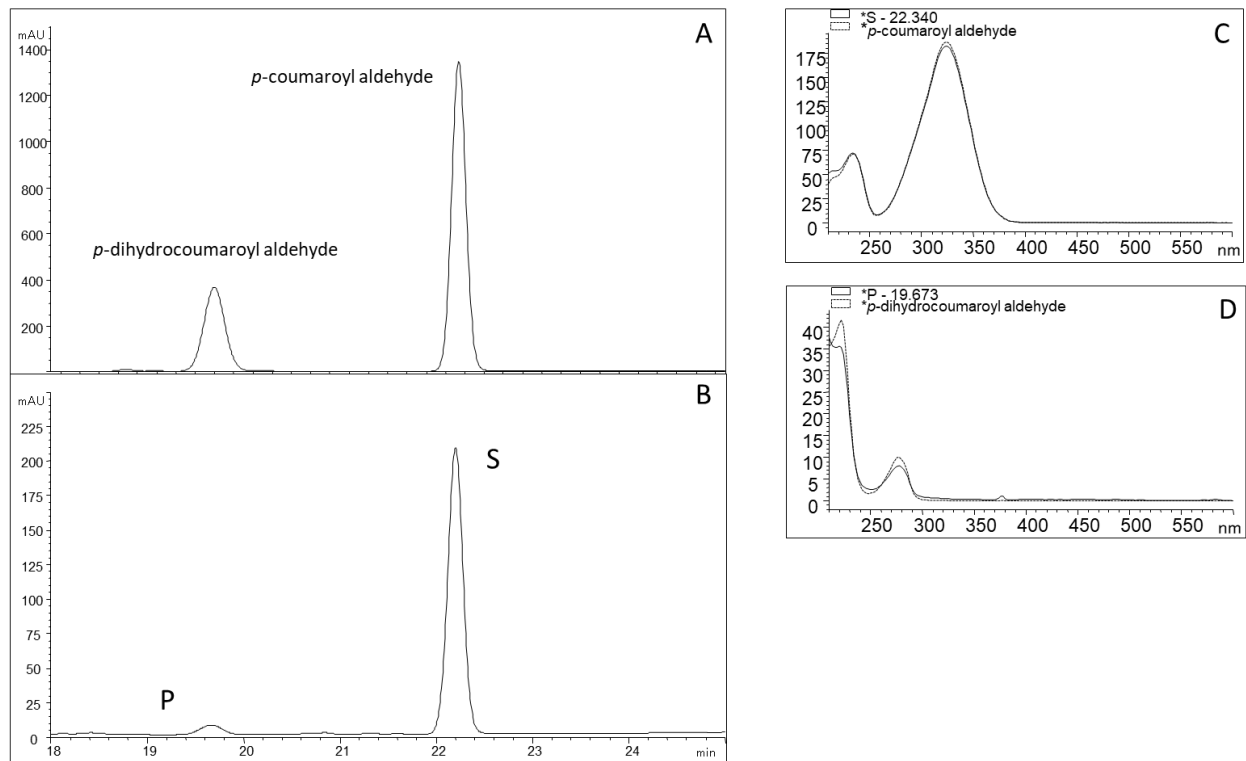 mAU
A
1400
p-coumaroyl aldehyde
1200
1000
800
600
p-dihydrocoumaroyl aldehyde
400
200
mAU
B
225
200
S
175
150
125
100
75
50
P
25
0
18 19 20 21 22 23 24 min
*S - 22.340
*p-coumaroyl aldehyde
C
175
150
125
100
75
50
25
0
250 300 350 400 450 500 550 nm
*P - 19.673
*p-dihydrocoumaroyl aldehyde
D
40
35
30
25
20
15
10
5
0
250 300 350 400 450 500 550 nm